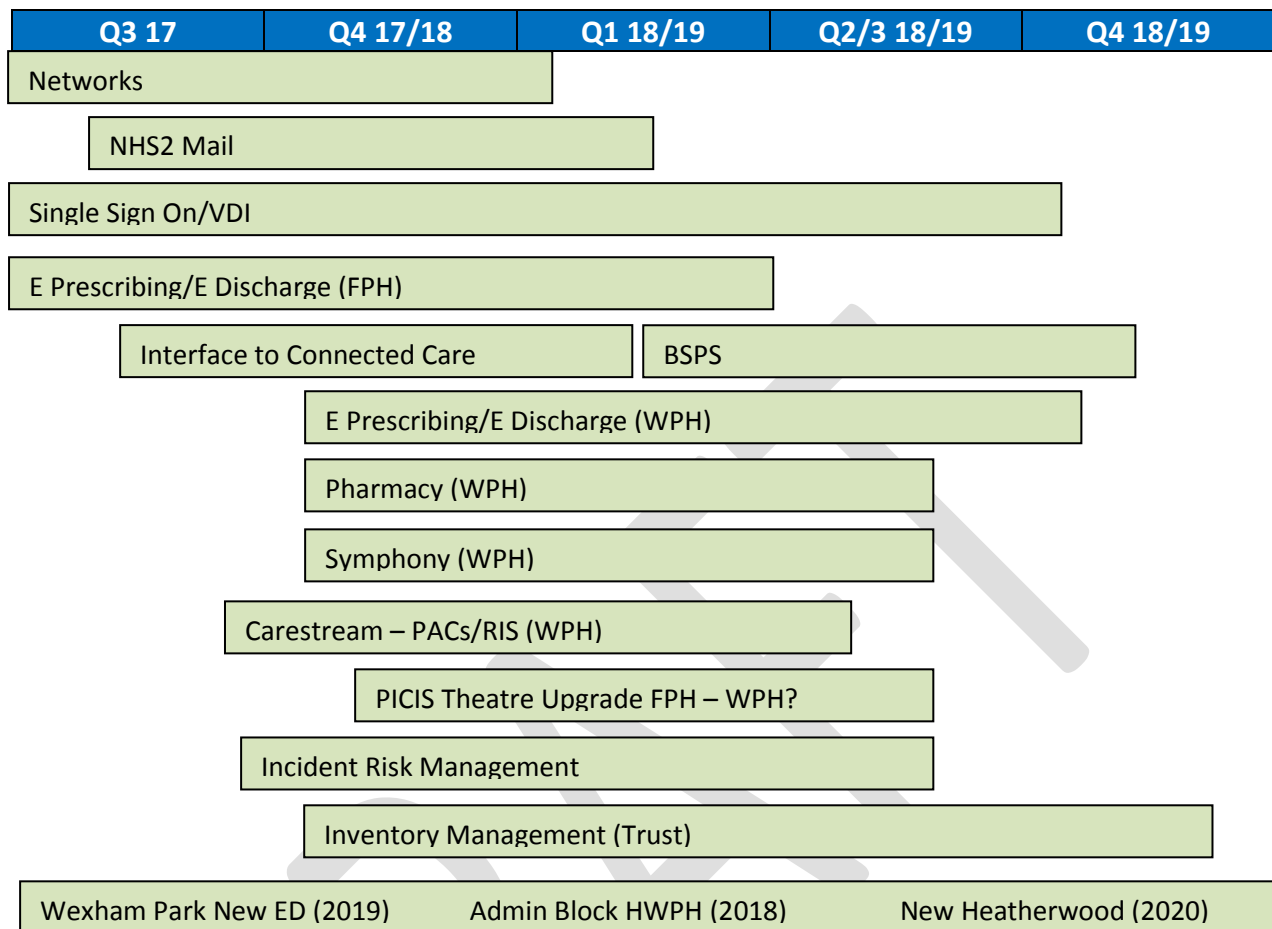 Q3 17 Q4 17/18 Q1 18/19 Q2/3 18/19 Q4 18/19
Networks
NHS2 Mail
Single Sign On/VDI
E Prescribing/E Discharge (FPH)
Interface to Connected Care BSPS
E Prescribing/E Discharge (WPH)
Pharmacy (WPH)
Symphony (WPH)
Carestream – PACs/RIS (WPH)
PICIS Theatre Upgrade FPH – WPH?
Incident Risk Management
Inventory Management (Trust)
Wexham Park New ED (2019) Admin Block HWPH (2018) New Heatherwood (2020)